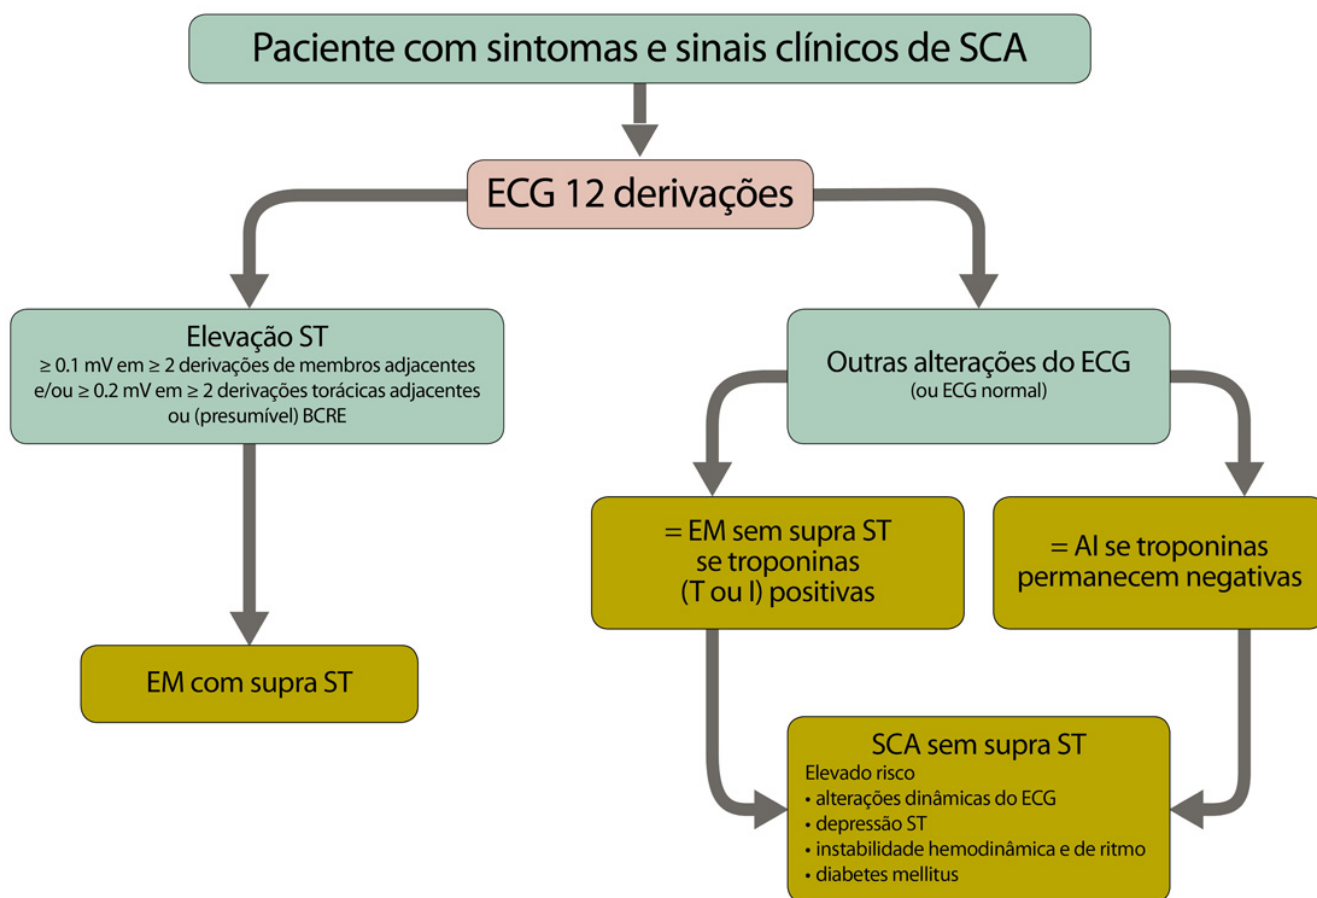 Paciente com sintomas e sinais clínicos de SCA
ECG 12 derivações
Elevação ST
≥ 0.1 mV em ≥ 2 derivações de membros adjacentes
e/ou ≥ 0.2 mV em ≥ 2 derivações torácicas adjacentes
ou (presumível) BCRE
Outras alterações do ECG
(ou ECG normal)
= EM sem supra ST
se troponinas
(T ou I) positivas
= AI se troponinas
permanecem negativas
EM com supra ST
SCA sem supra ST
Elevado risco
• alterações dinâmicas do ECG
• depressão ST
• instabilidade hemodinâmica e de ritmo
• diabetes mellitus